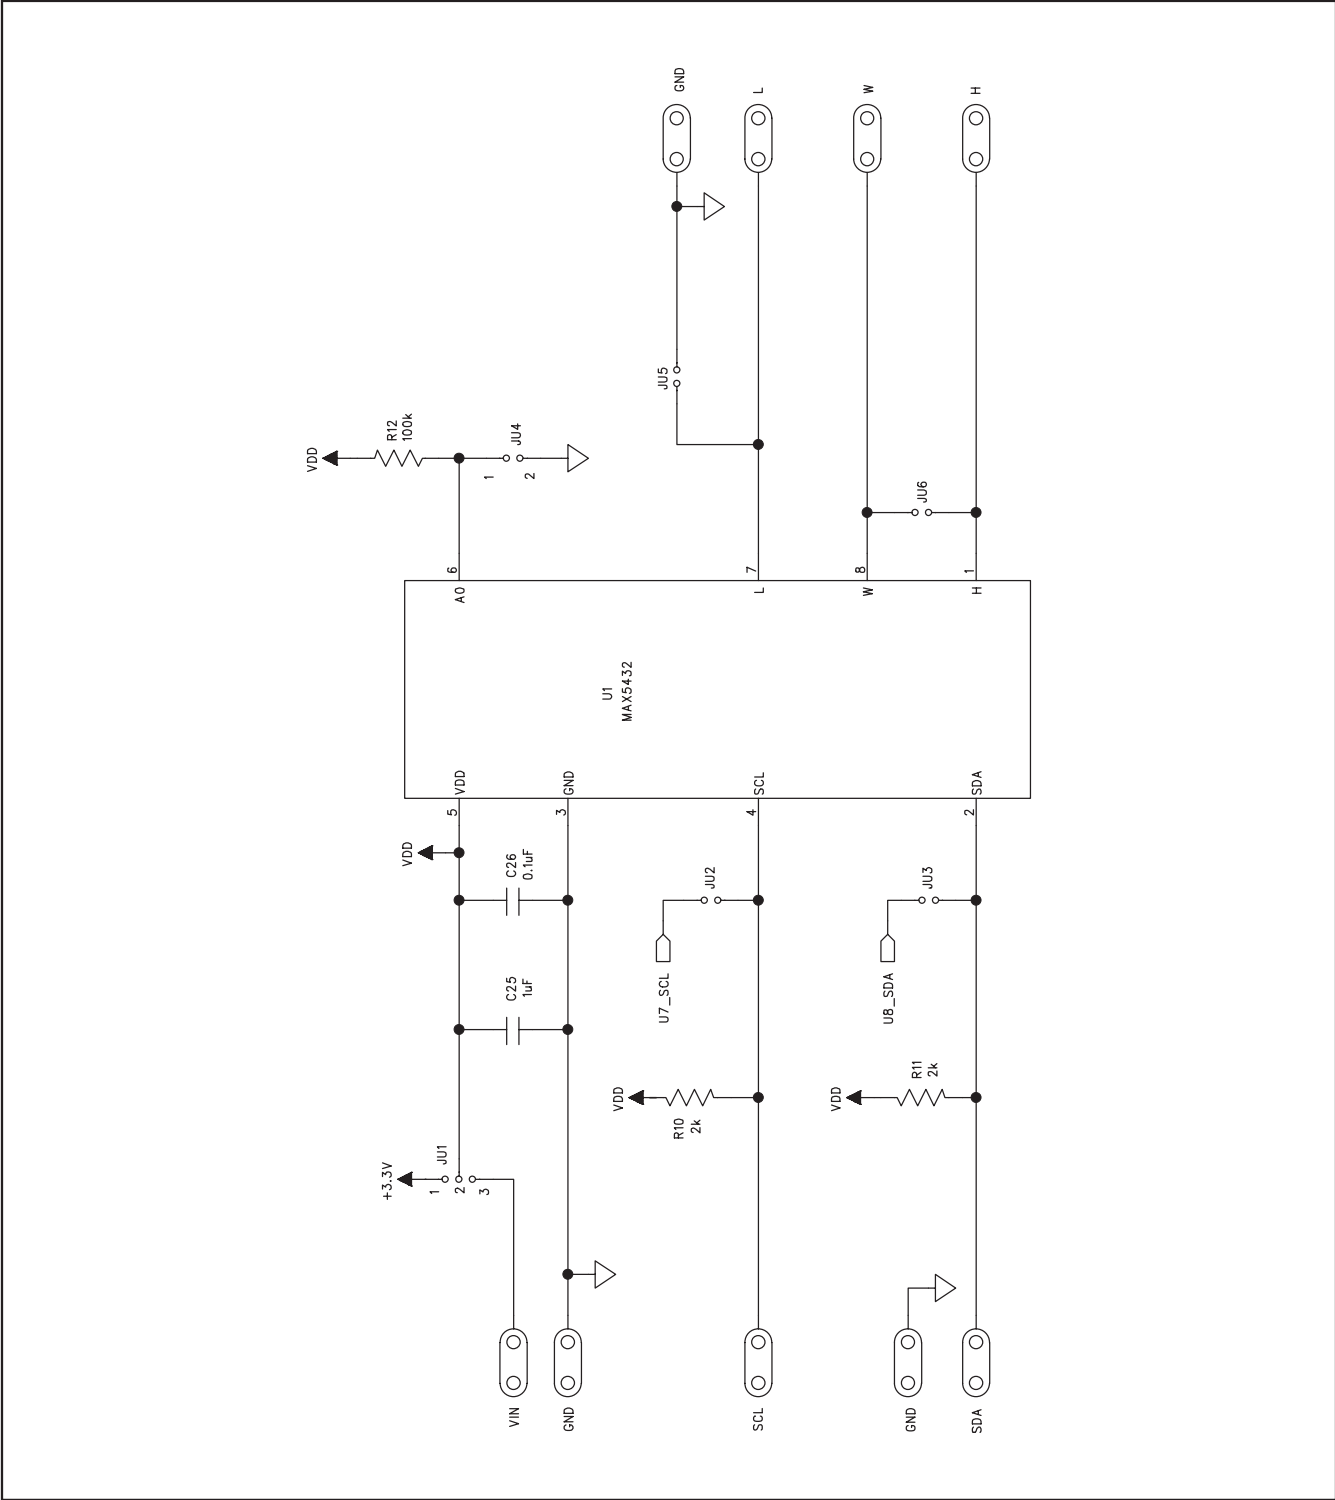 GND
L
W
H
VDD
R12
100k
JU4
1
2
JU5
JU6
6
7
8
1
A0
L
W
H
U1
MAX5432
VDD
GND
SCL
SDA
5
3
4
2
VDD
C26
0.1uF
JU2
JU3
U7_SCL
U8_SDA
C25
1uF
VDD
R10
2k
VDD
R11
2k
+3.3V
JU1
1
2
3
VIN
GND
SCL
GND
SDA